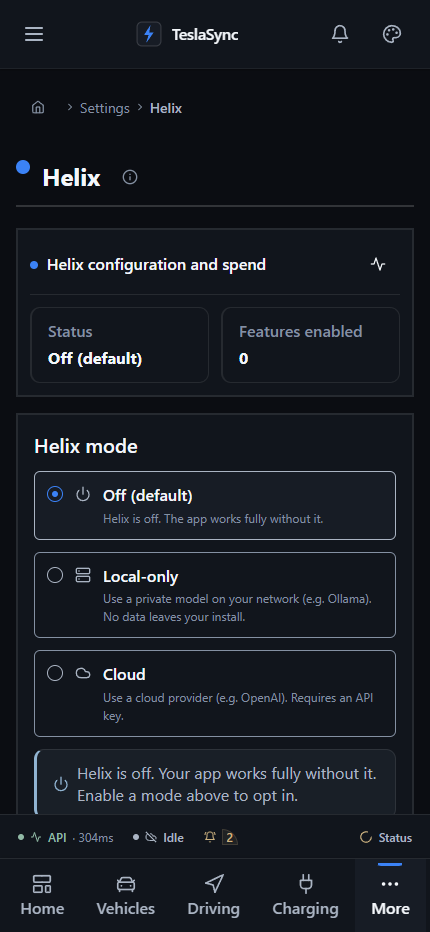 TeslaSync
Settings
Helix
Helix
Helix configuration and spend
Status
Off (default)
Features enabled
0
Helix mode
Off (default)
Helix is off. The app works fully without it.
Local-only
Use a private model on your network (e.g. Ollama).
No data leaves your install.
Cloud
Use a cloud provider (e.g. OpenAI). Requires an API
key.
Helix is off. Your app works fully without it.
Enable a mode above to opt in.
API · 304ms
Idle
2
Status
Home
Vehicles
Driving
Charging
More